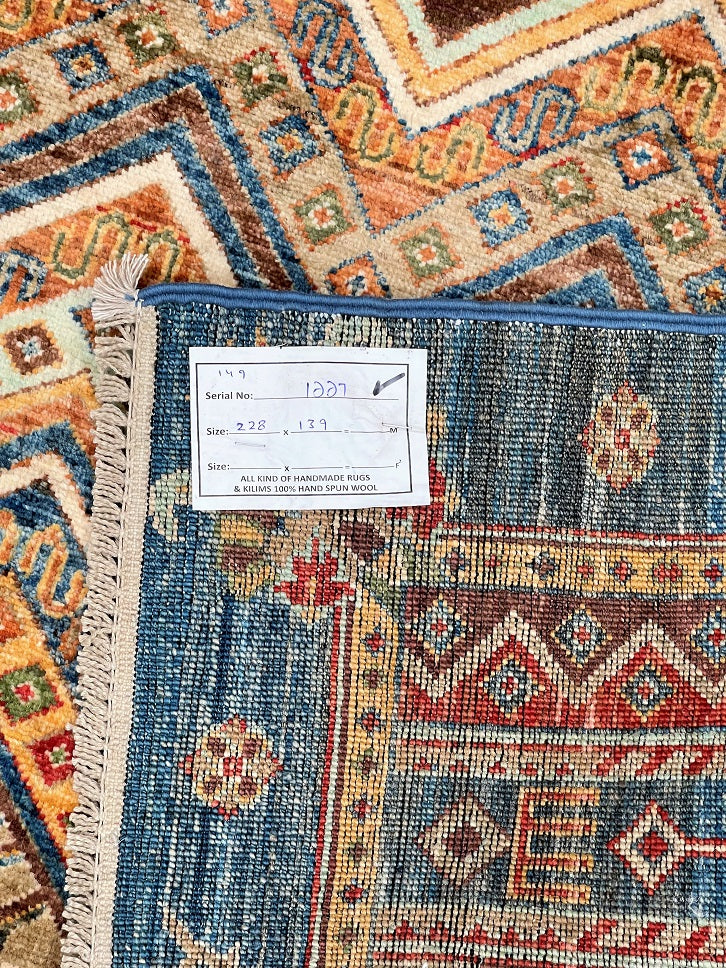 149
Serial No: 1227
Size: 228 x 139 = M
Size: x = F'
ALL KIND OF HANDMADE RUGS
& KILIMS 100% HAND SPUN WOOL